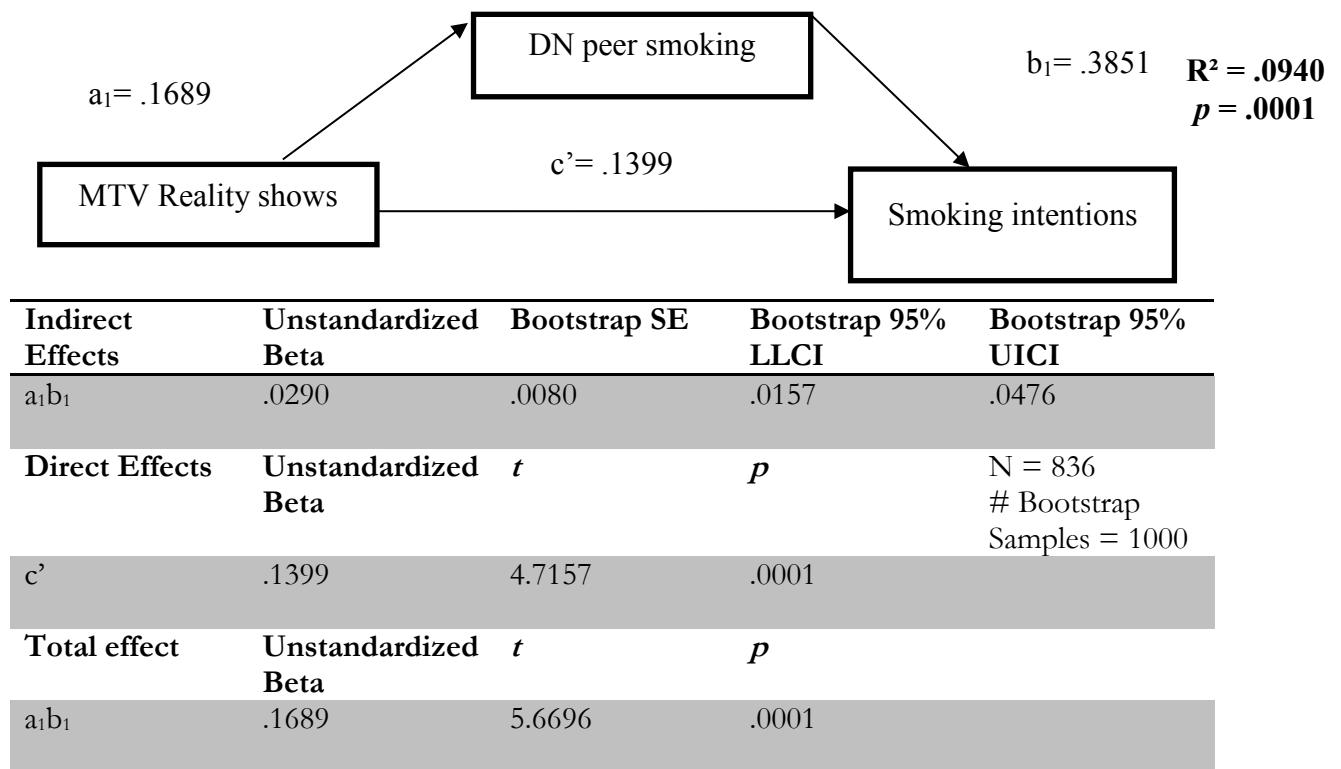 DN peer smoking
b₁= .3851
R² = .0940
p = .0001
a₁= .1689
c’= .1399
MTV Reality shows
Smoking intentions
Indirect Effects
Unstandardized Beta
Bootstrap SE
Bootstrap 95% LLCI
Bootstrap 95% UICI
a₁b₁ .0290 .0080 .0157 .0476
Direct Effects
Unstandardized Beta
t
p
N = 836
# Bootstrap
Samples = 1000
c’ .1399 4.7157 .0001
Total effect
Unstandardized Beta
t
p
a₁b₁ .1689 5.6696 .0001